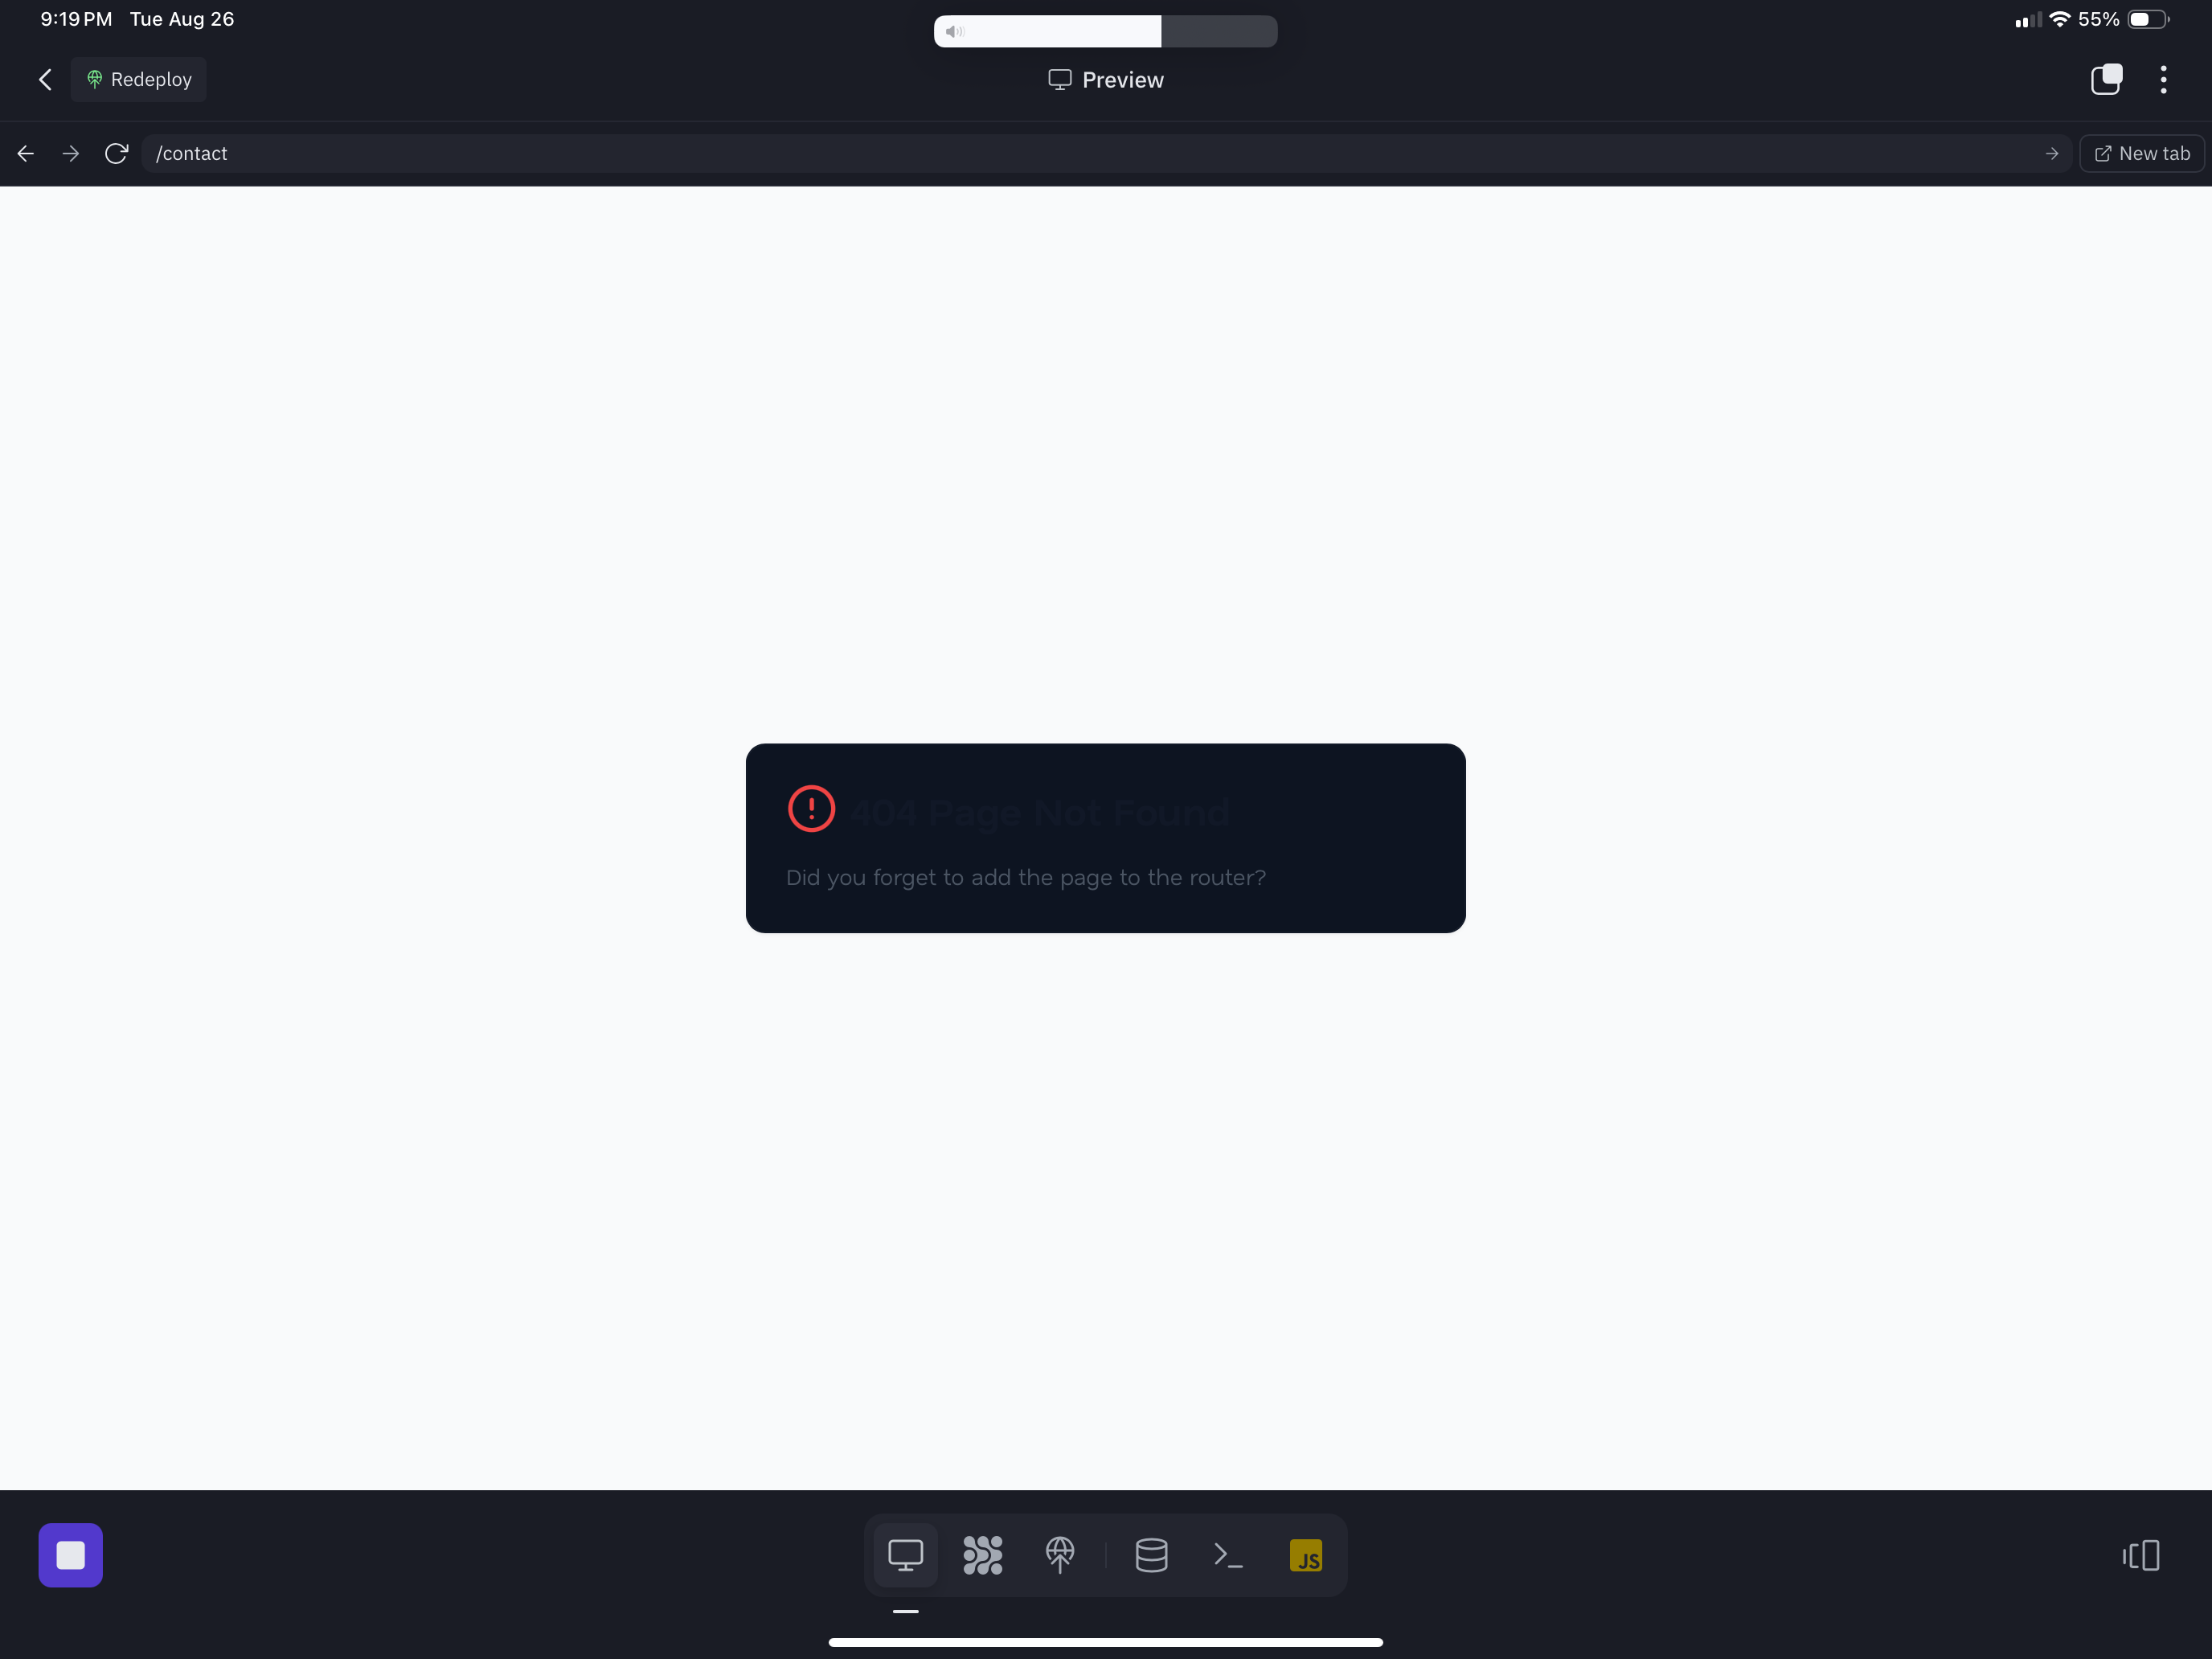 9:19 PM Tue Aug 26
55%
Redeploy
Preview
/contact
New tab
404 Page Not Found
Did you forget to add the page to the router?
JS